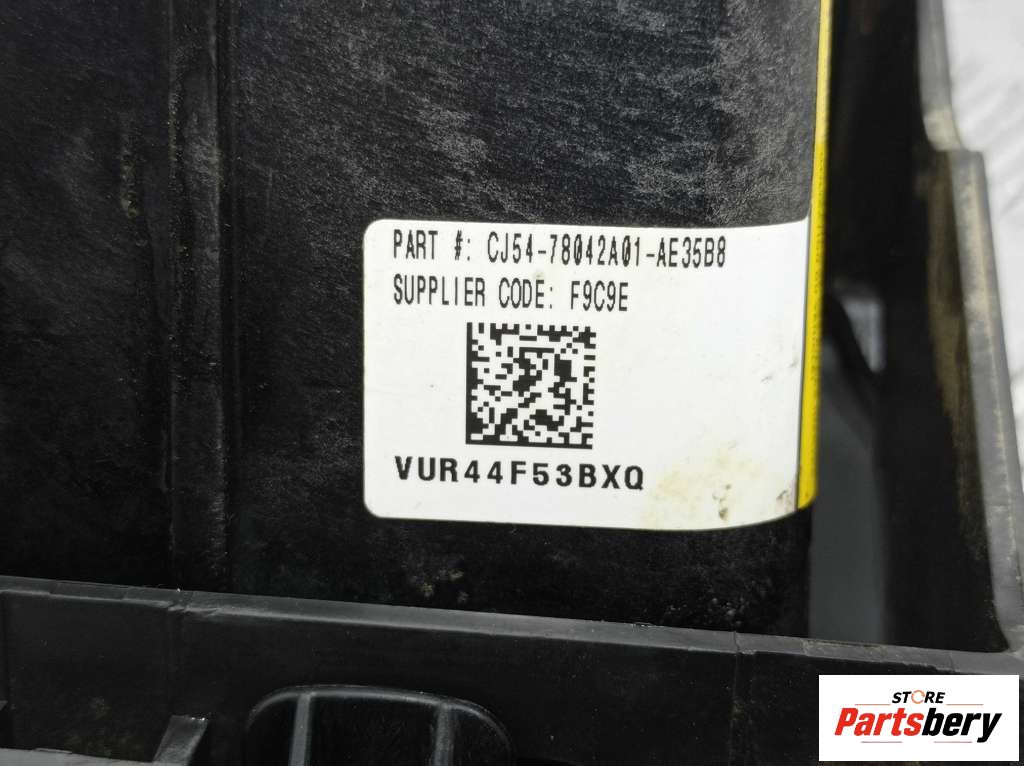 PART #: CJ54-78042A01-AE35B8
SUPPLIER CODE: F9C9E
VUR44F53BXQ
STORE
Partsbery